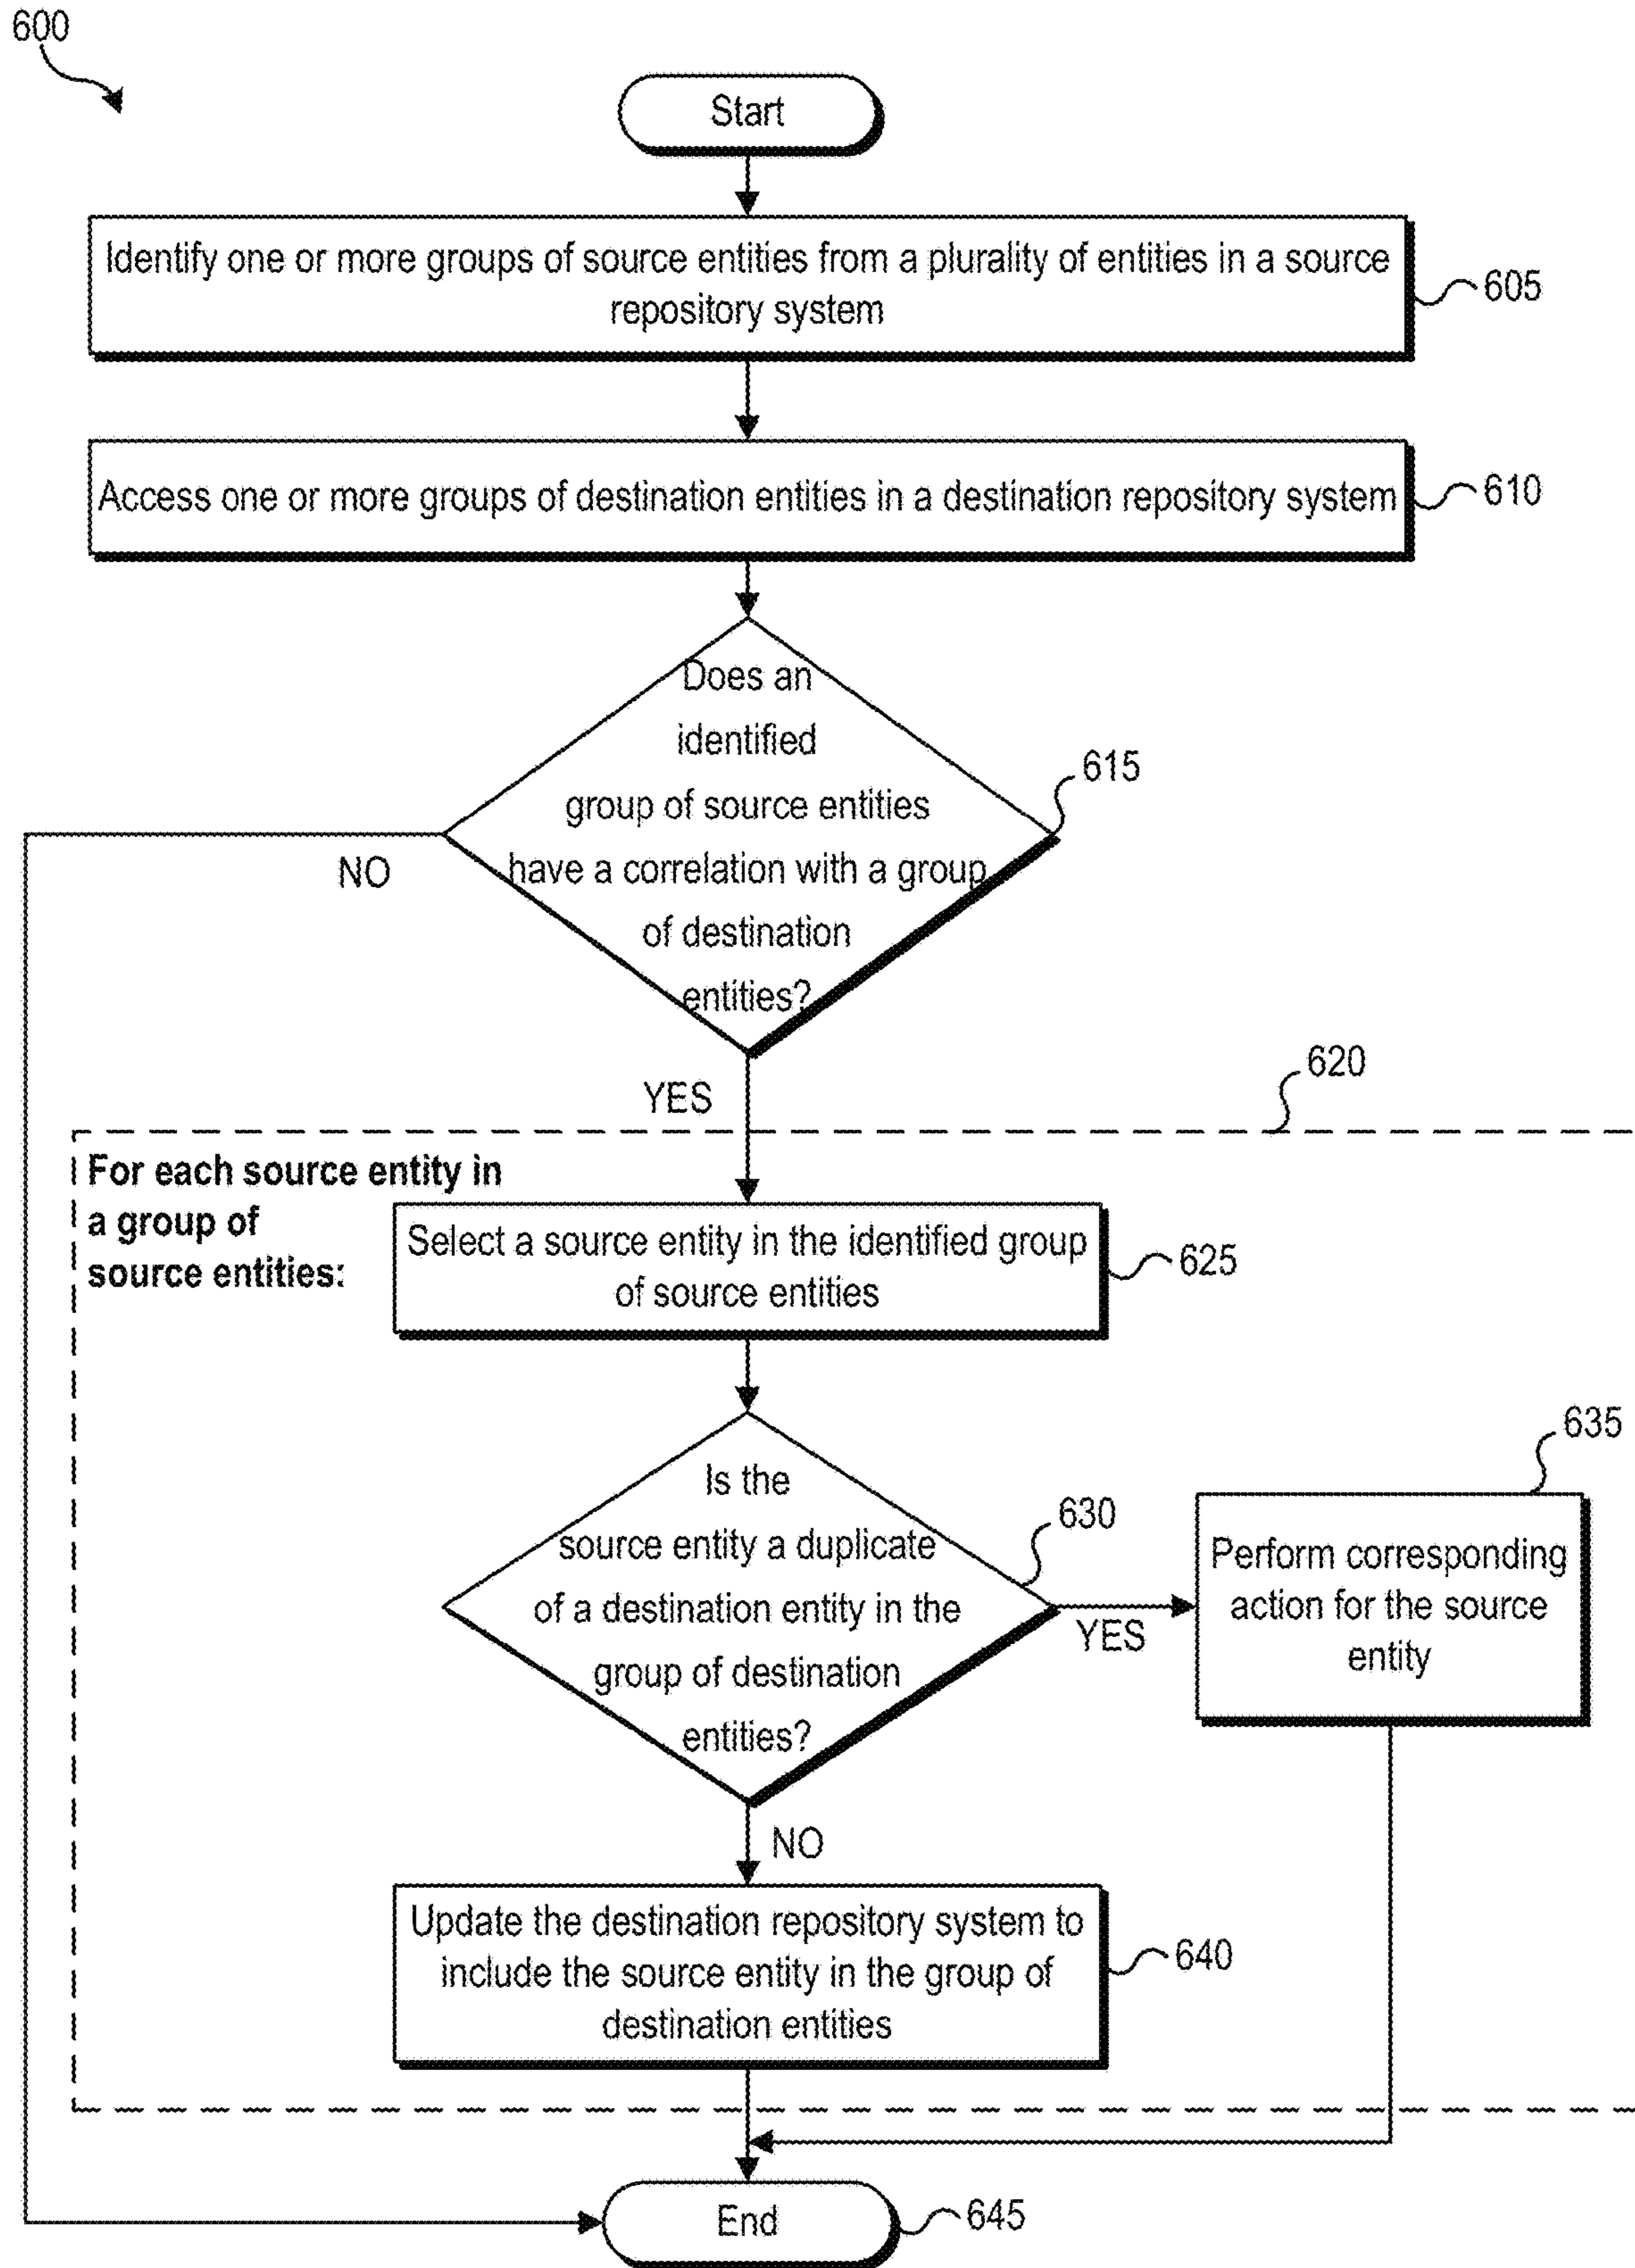 600
Start
Identify one or more groups of source entities from a plurality of entities in a source
repository system
605
Access one or more groups of destination entities in a destination repository system
610
Does an
identified
group of source entities
have a correlation with a group
of destination
entities?
615
NO
YES
620
For each source entity in
a group of
source entities:
Select a source entity in the identified group
of source entities
625
Is the
source entity a duplicate
of a destination entity in the
group of destination
entities?
630
YES
635
Perform corresponding
action for the source
entity
NO
Update the destination repository system to
include the source entity in the group of
destination entities
640
End
645